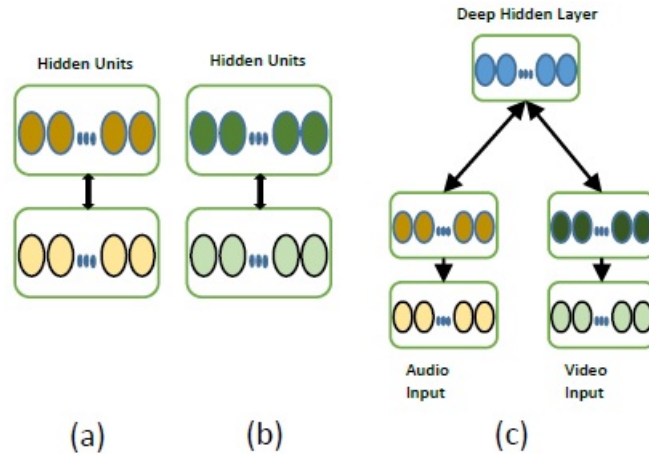 Deep Hidden Layer
Hidden Units
Hidden Units
Audio
Input
Video
Input
(a)
(b)
(c)